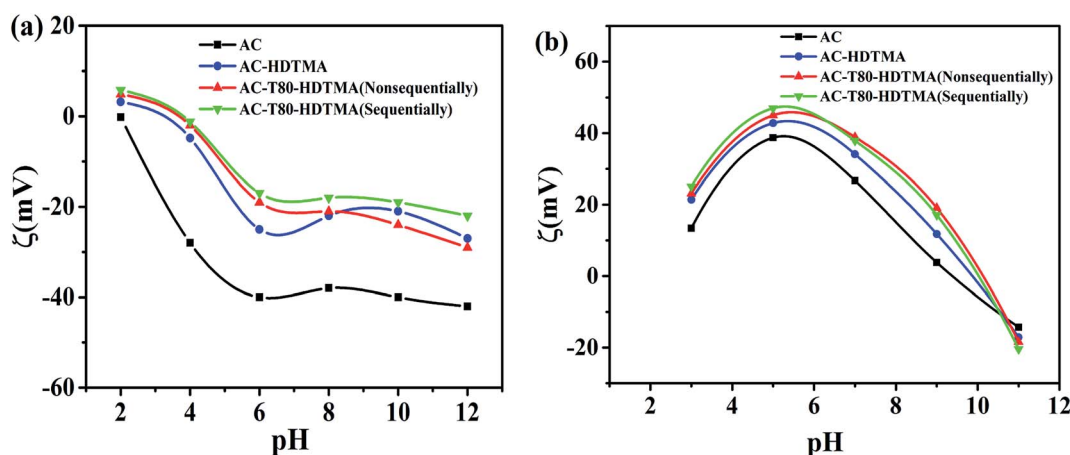 (a)
AC
AC-HDTMA
AC-T80-HDTMA(Nonsequentially)
AC-T80-HDTMA(Sequentially)
20
0
-20
-40
-60
ζ(mV)
2 4 6 8 10 12
pH
(b)
AC
AC-HDTMA
AC-T80-HDTMA(Nonsequentially)
AC-T80-HDTMA(Sequentially)
60
40
20
0
-20
ζ(mV)
2 4 6 8 10 12
pH